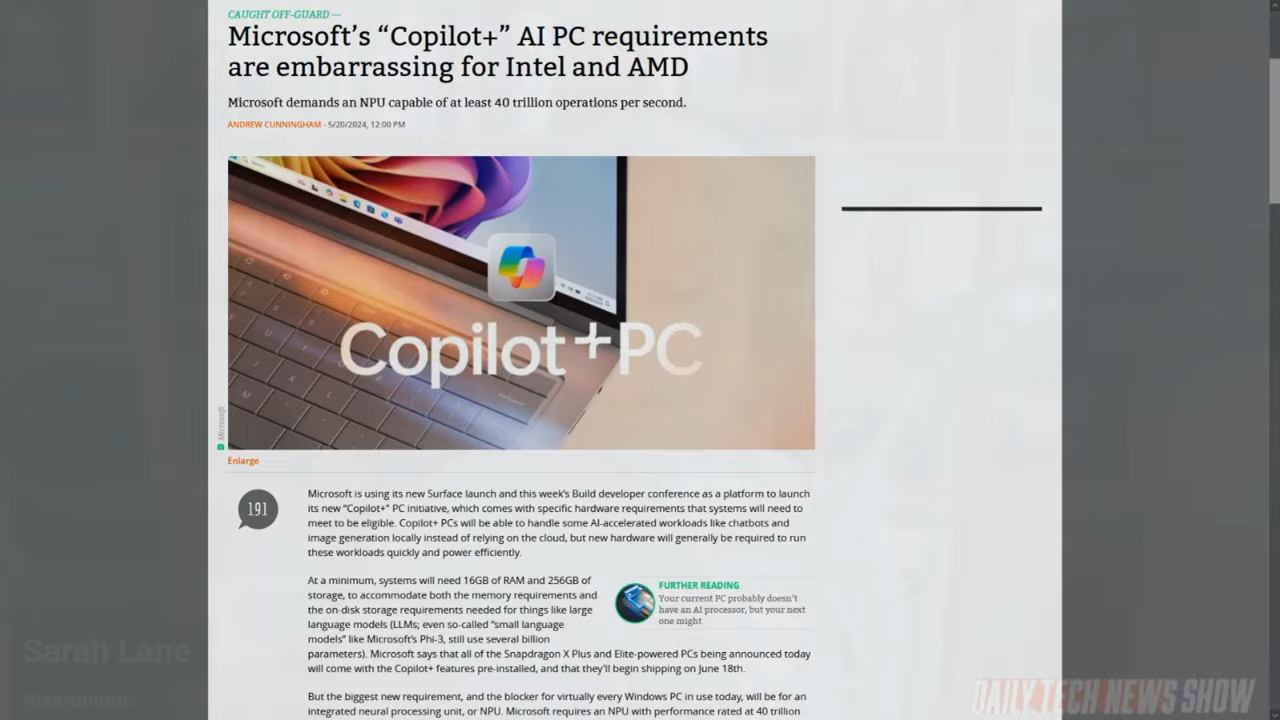 CAUGHT OFF-GUARD —
Microsoft’s “Copilot+” AI PC requirements
are embarrassing for Intel and AMD
Microsoft demands an NPU capable of at least 40 trillion operations per second.
ANDREW CUNNINGHAM - 5/20/2024, 12:00 PM
Copilot+PC
Microsoft
Enlarge
191
Microsoft is using its new Surface launch and this week's Build developer conference as a platform to launch
its new “Copilot+” PC initiative, which comes with specific hardware requirements that systems will need to
meet to be eligible. Copilot+ PCs will be able to handle some AI-accelerated workloads like chatbots and
image generation locally instead of relying on the cloud, but new hardware will generally be required to run
these workloads quickly and power efficiently.
At a minimum, systems will need 16GB of RAM and 256GB of
storage, to accommodate both the memory requirements and
the on-disk storage requirements needed for things like large
language models (LLMs; even so-called “small language
models” like Microsoft's Phi-3, still use several billion
parameters). Microsoft says that all of the Snapdragon X Plus and Elite-powered PCs being announced today
will come with the Copilot+ features pre-installed, and that they'll begin shipping on June 18th.
FURTHER READING
Your current PC probably doesn't
have an AI processor, but your next
one might
But the biggest new requirement, and the blocker for virtually every Windows PC in use today, will be for an
integrated neural processing unit, or NPU. Microsoft requires an NPU with performance rated at 40 trillion
Sarah Lane
DAILY TECH NEWS SHOW